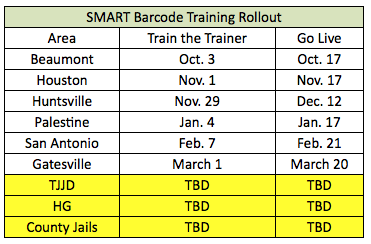 SMART Barcode Training Rollout
Area Train the Trainer Go Live
Beaumont Oct. 3 Oct. 17
Houston Nov. 1 Nov. 17
Huntsville Nov. 29 Dec. 12
Palestine Jan. 4 Jan. 17
San Antonio Feb. 7 Feb. 21
Gatesville March 1 March 20
TJJD TBD TBD
HG TBD TBD
County Jails TBD TBD